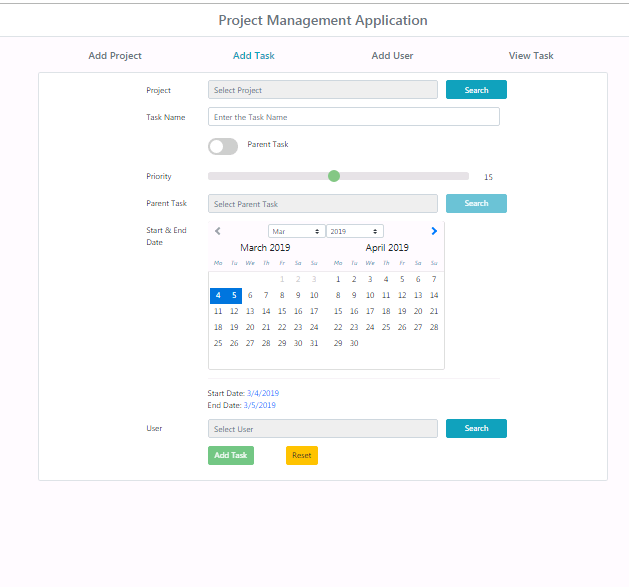 Project Management Application
Add Project Add Task Add User View Task
Project Select Project Search
Task Name Enter the Task Name
Parent Task
Priority 15
Parent Task Select Parent Task Search
Start & End Date
Mar 2019
March 2019 April 2019
Mo Tu We Th Fr Sa Su Mo Tu We Th Fr Sa Su
1 2 3 1 2 3 4 5 6 7
4 5 6 7 8 9 10 8 9 10 11 12 13 14
11 12 13 14 15 16 17 15 16 17 18 19 20 21
18 19 20 21 22 23 24 22 23 24 25 26 27 28
25 26 27 28 29 30 31 29 30
Start Date: 3/4/2019
End Date: 3/5/2019
User Select User Search
Add Task Reset